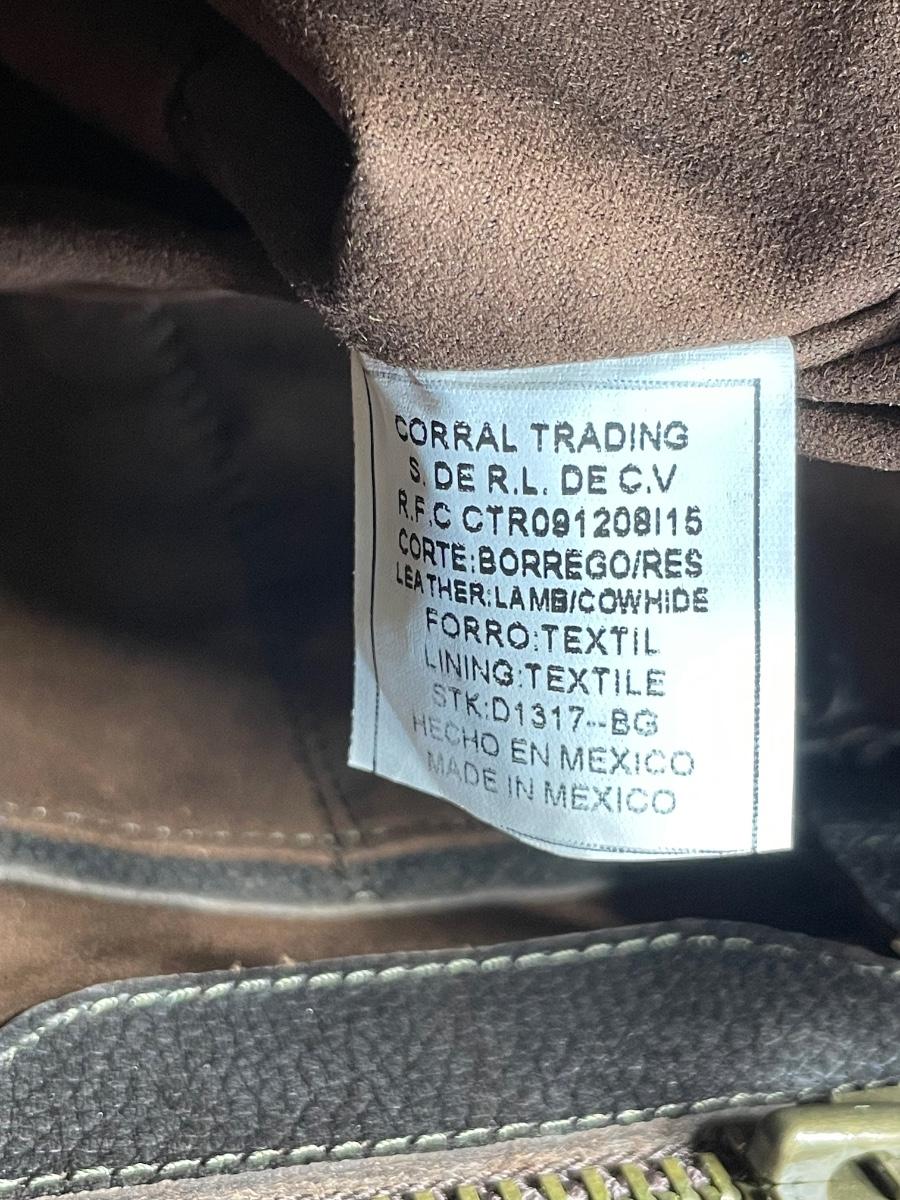 CORRAL TRADING
S. DE R.L. DE C.V
R.F.C CTR091208I15
CORTE:BORREGO/RES
LEATHER:LAMB/COWHIDE
FORRO:TEXTIL
LINING:TEXTILE
STK:D1317--BG
HECHO EN MEXICO
MADE IN MEXICO